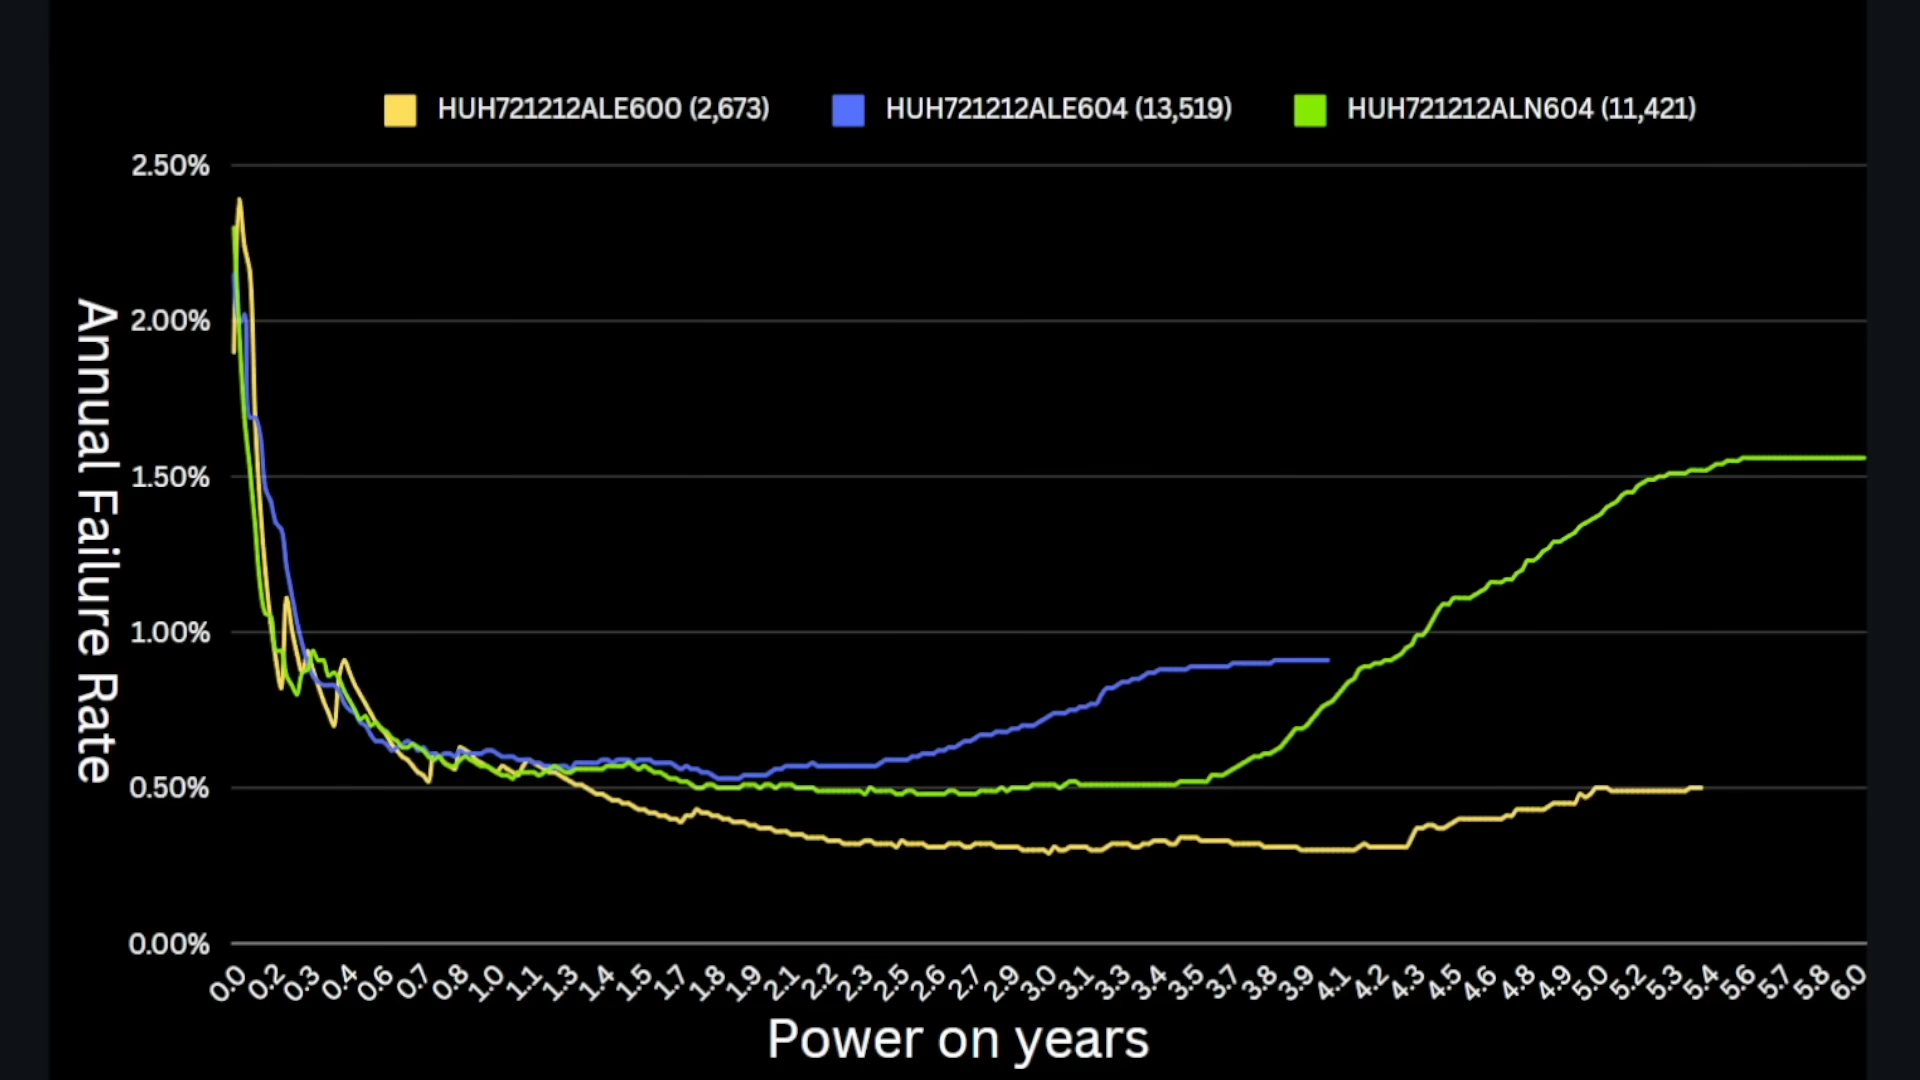 HUH721212ALE600 (2,673)
HUH721212ALE604 (13,519)
HUH721212ALN604 (11,421)
2.50%
2.00%
1.50%
1.00%
0.50%
0.00%
Annual Failure Rate
0.0 0.2 0.3 0.4 0.6 0.7 0.8 1.0 1.1 1.3 1.4 1.5 1.7 1.8 1.9 2.1 2.2 2.3 2.5 2.6 2.7 2.9 3.0 3.1 3.3 3.4 3.5 3.7 3.8 3.9 4.1 4.2 4.3 4.5 4.6 4.8 4.9 5.0 5.2 5.3 5.4 5.6 5.7 5.8 6.0
Power on years